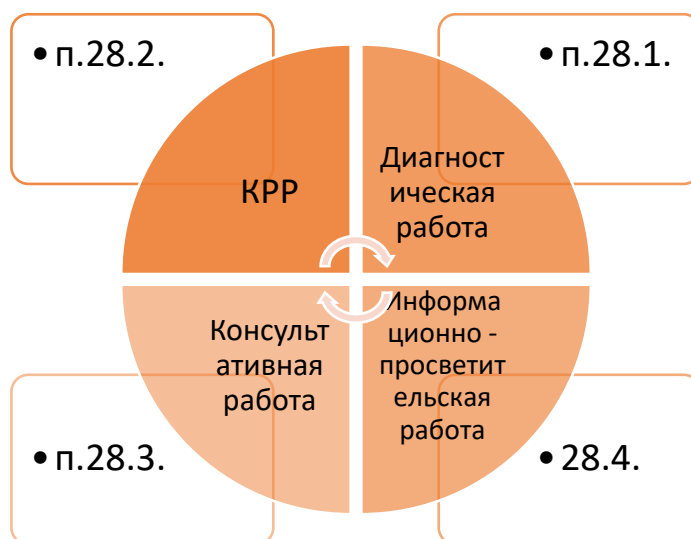 • п.28.2.
• п.28.1.
КРР
Диагност
ическая
работа
Консульт
ативная
работа
Информа
ционно -
просветит
ельская
работа
• п.28.3.
• 28.4.